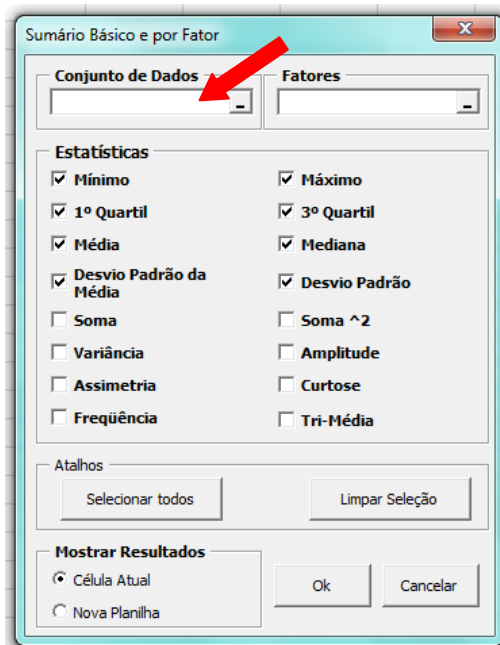 Sumário Básico e por Fator
Conjunto de Dados
Fatores
Estatísticas
Mínimo
Máximo
1º Quartil
3º Quartil
Média
Mediana
Desvio Padrão da
Média
Desvio Padrão
Soma
Soma ^2
Variância
Amplitude
Assimetria
Curtose
Freqüência
Tri-Média
Atalhos
Selecionar todos
Limpar Seleção
Mostrar Resultados
Célula Atual
Nova Planilha
Ok
Cancelar